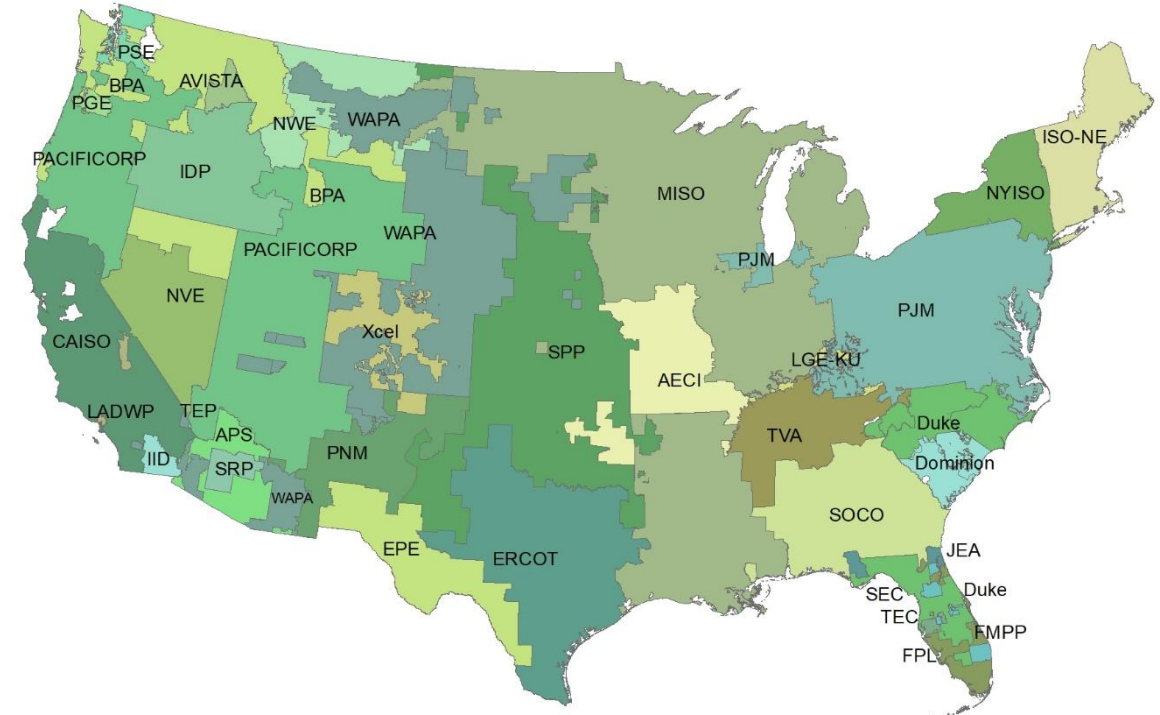 PSE
BPA
AVISTA
PGE
NWE
WAPA
ISO-NE
PACIFICORP
IDP
MISO
NYISO
BPA
WAPA
PACIFICORP
PJM
NVE
PJM
Xcel
CAISO
SPP
LGE-KU
AECI
LADWP
TEP
APS
Duke
TVA
IID
SRP
PNM
Dominion
WAPA
SOCO
EPE
ERCOT
JEA
SEC
Duke
TEC
FMPP
FPL